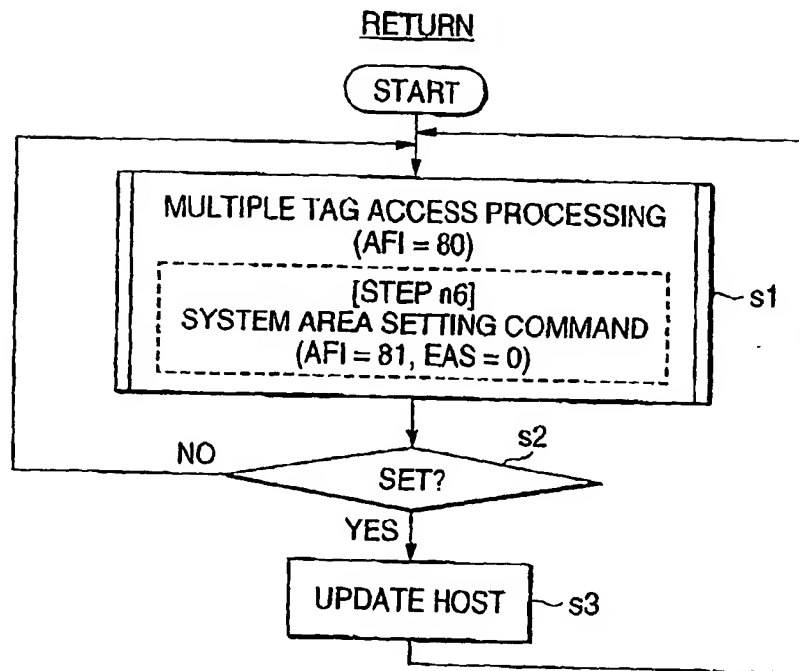 RETURN
START
MULTIPLE TAG ACCESS PROCESSING
(AFI = 80)
[STEP n6]
SYSTEM AREA SETTING COMMAND
(AFI = 81, EAS = 0)
s1
s2
NO
SET?
YES
UPDATE HOST
s3